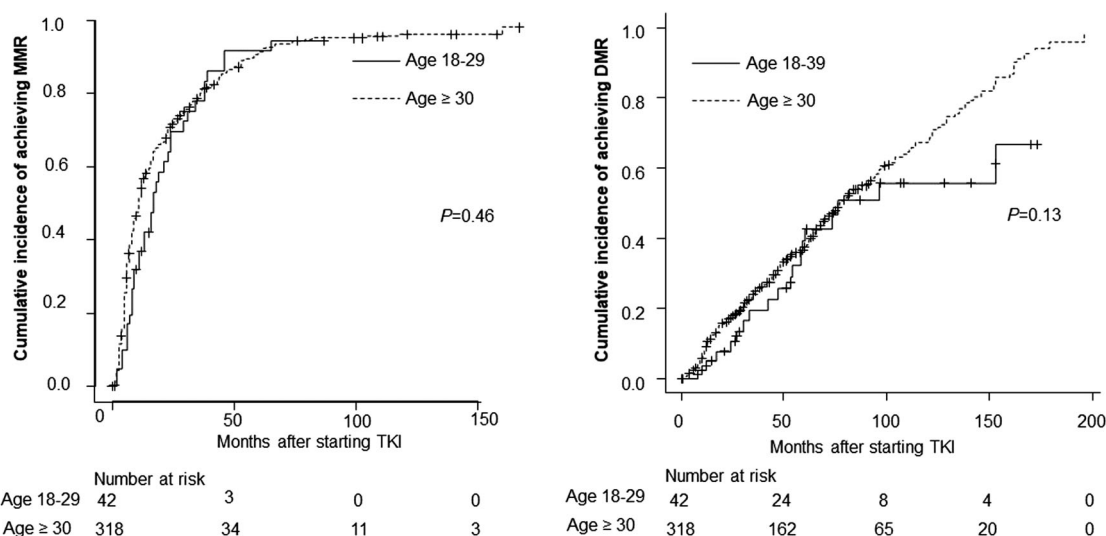 Cumulative incidence of achieving MMR
1.0
0.8
0.6
0.4
0.2
0.0
Age 18-29
Age ≥ 30
P=0.46
0 50 100 150
Months after starting TKI
Number at risk
Age 18-29 42 3 0 0
Age ≥ 30 318 34 11 3
Cumulative incidence of achieving DMR
1.0
0.8
0.6
0.4
0.2
0.0
Age 18-39
Age ≥ 30
P=0.13
0 50 100 150 200
Months after starting TKI
Number at risk
Age 18-29 42 24 8 4 0
Age ≥ 30 318 162 65 20 0